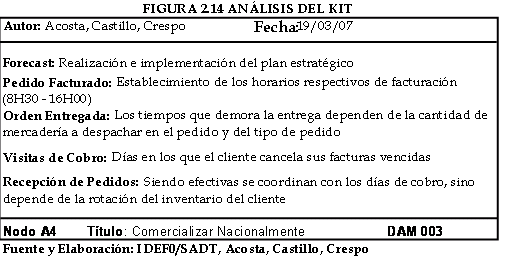 FIGURA 2.14 ANÁLISIS DEL KIT
Autor: Acosta, Castillo, Crespo Fecha:19/03/07
Forecast: Realización e implementación del plan estratégico
Pedido Facturado: Establecimiento de los horarios respectivos de facturación
(8H30 - 16H00)
Orden Entregada: Los tiempos que demora la entrega dependen de la cantidad de
mercadería a despachar en el pedido y del tipo de pedido
Visitas de Cobro: Días en los que el cliente cancela sus facturas vencidas
Recepción de Pedidos: Siendo efectivas se coordinan con los días de cobro, sino
depende de la rotación del inventario del cliente
Nodo A4 Título: Comercializar Nacionalmente DAM 003
Fuente y Elaboración: IDEF0/SADT, Acosta, Castillo, Crespo